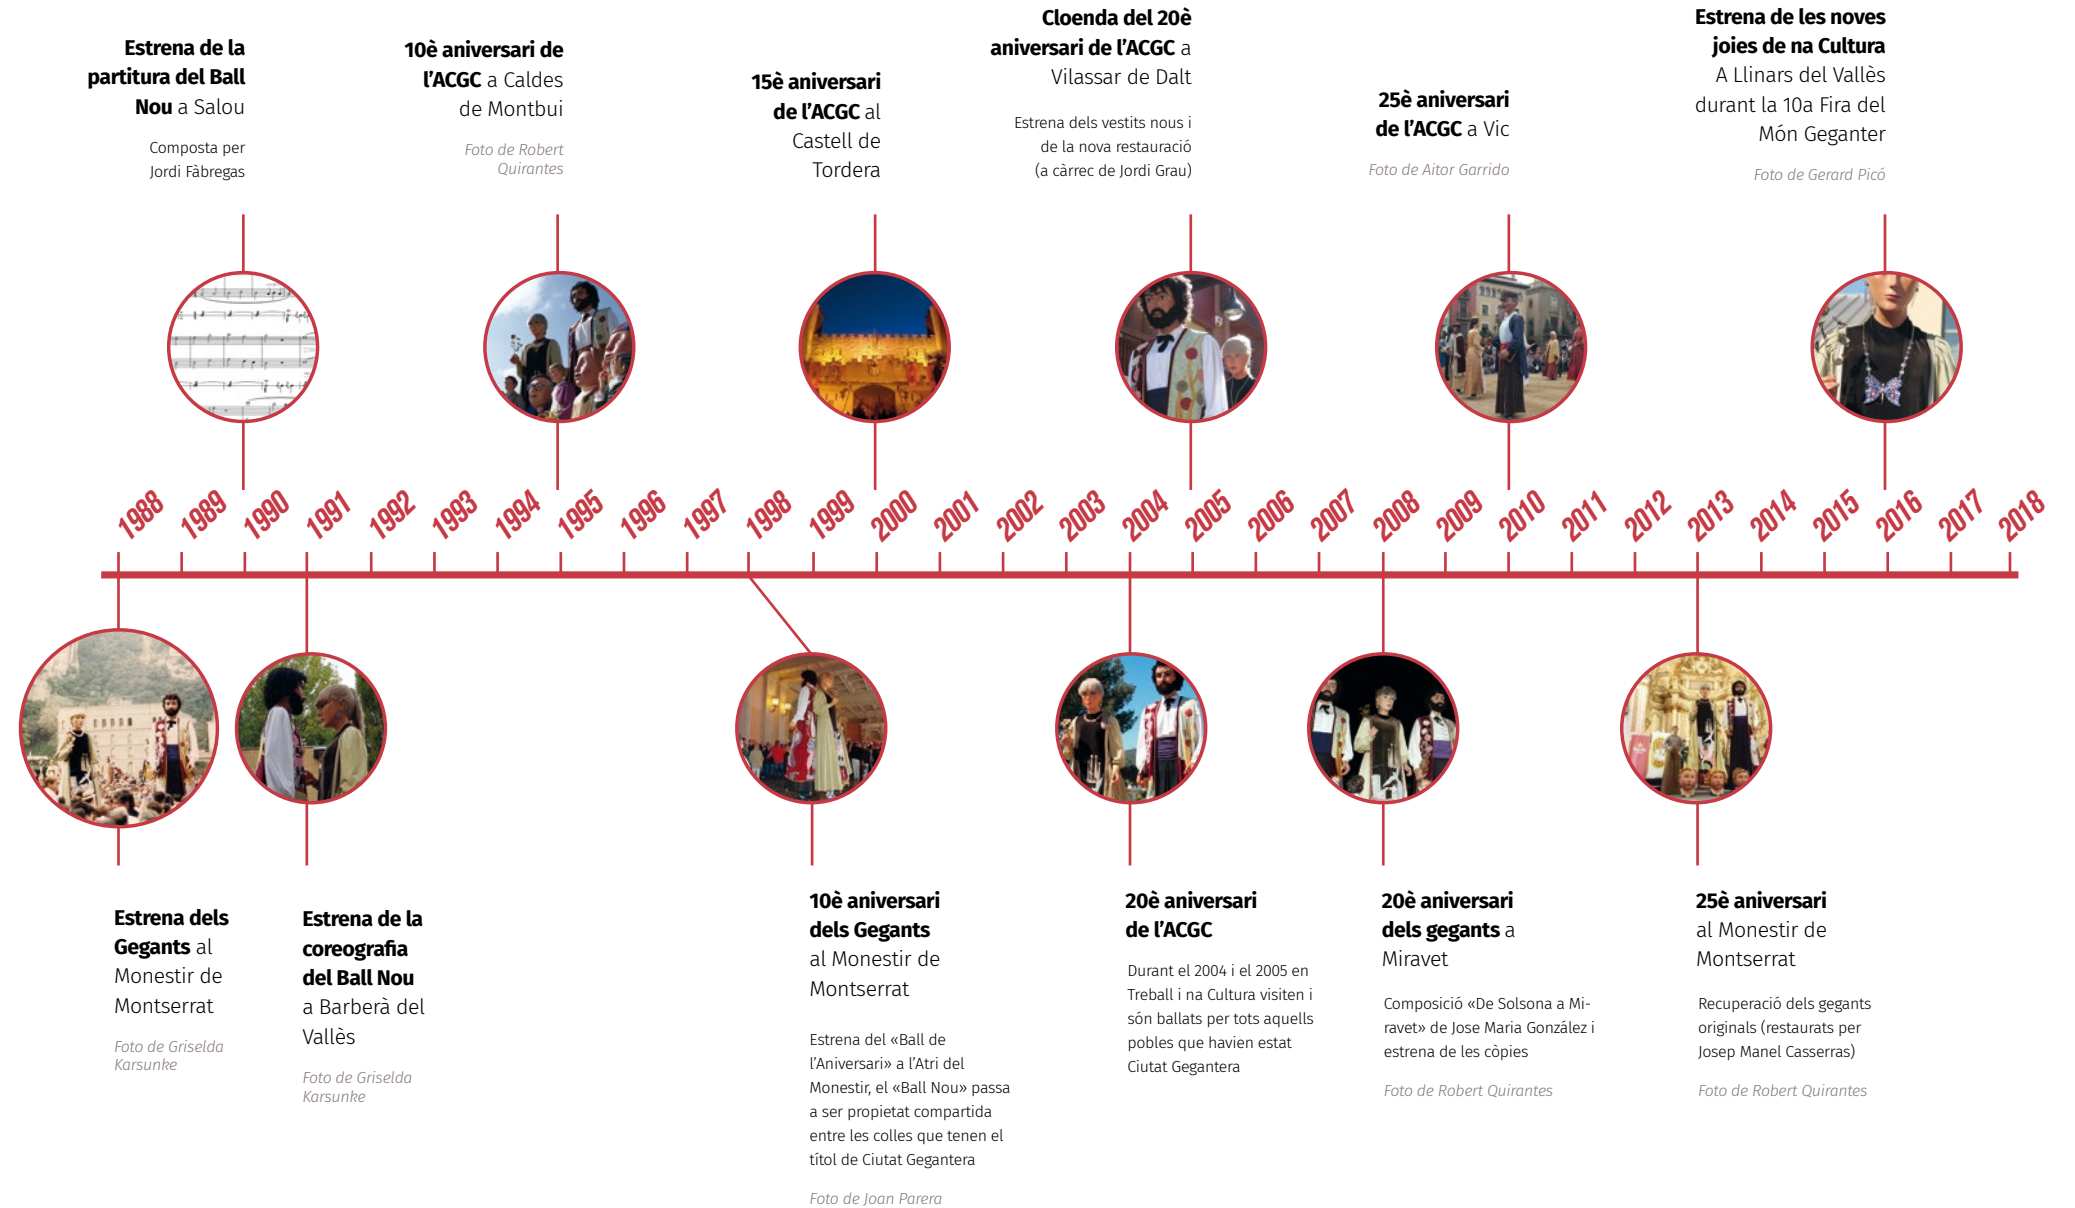 Estrena de la
partitura del Ball
Nou a Salou
Composta per
Jordi Fàbregas
10è aniversari de
l’ACGC a Caldes
de Montbui
Foto de Robert
Quirantes
15è aniversari
de l’ACGC al
Castell de
Tordera
Cloenda del 20è
aniversari de l’ACGC a
Vilassar de Dalt
Estrena dels vestits nous i
de la nova restauració
(a càrrec de Jordi Grau)
25è aniversari
de l’ACGC a Vic
Foto de Aitor Garrido
Estrena de les noves
joies de na Cultura
A Llinars del Vallès
durant la 10a Fira del
Món Geganter
Foto de Gerard Picó
1988
1989
1990
1991
1992
1993
1994
1995
1996
1997
1998
1999
2000
2001
2002
2003
2004
2005
2006
2007
2008
2009
2010
2011
2012
2013
2014
2015
2016
2017
2018
Estrena dels
Gegants al
Monestir de
Montserrat
Foto de Griselda
Karsunke
Estrena de la
coreografia
del Ball Nou
a Barberà del
Vallès
Foto de Griselda
Karsunke
10è aniversari
dels Gegants
al Monestir de
Montserrat
Estrena del «Ball de
l’Aniversari» a l’Atri del
Monestir, el «Ball Nou» passa
a ser propietat compartida
entre les colles que tenen el
títol de Ciutat Gegantera
Foto de Joan Parera
20è aniversari
de l’ACGC
Durant el 2004 i el 2005 en
Treball i na Cultura visiten i
són ballats per tots aquells
pobles que havien estat
Ciutat Gegantera
20è aniversari
dels gegants a
Miravet
Composició «De Solsona a Mi-
ravet» de Jose Maria González i
estrena de les còpies
Foto de Robert Quirantes
25è aniversari
al Monestir de
Montserrat
Recuperació dels gegants
originals (restaurats per
Josep Manel Casserras)
Foto de Robert Quirantes